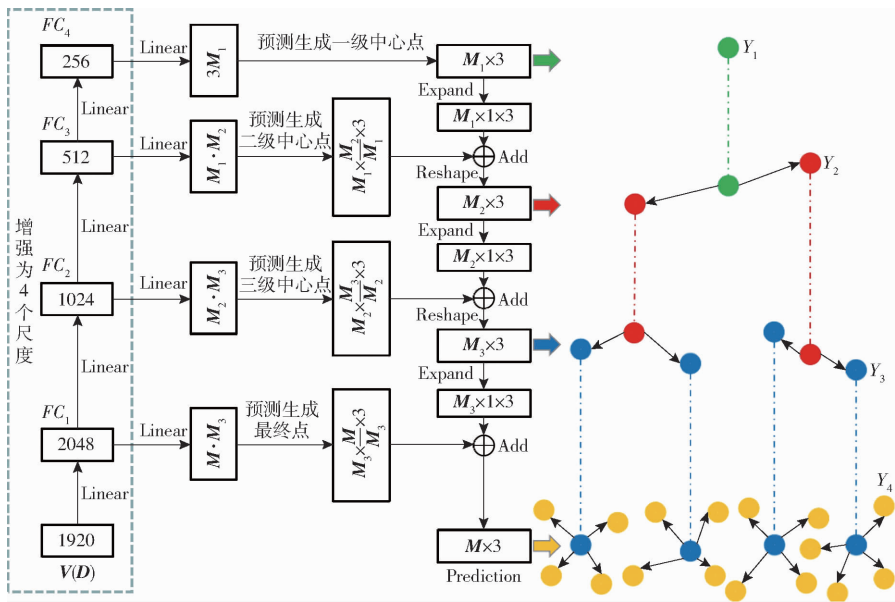 FC4
256
Linear
3M1
预测生成一级中心点
M1×3
Expand
M1×1×3
Y1
Linear
FC3
512
Linear
M1·M2
预测生成
二级中心点
M1×M2/M1×3
Add
Reshape
M2×3
Y2
Expand
M2×1×3
Linear
FC2
1024
Linear
M2·M3
预测生成
三级中心点
M2×M3/M2×3
Add
Reshape
M3×3
Y3
Expand
M3×1×3
增强为4个尺度
Linear
FC1
2048
Linear
M·M3
预测生成
最终点
M3×M/M3×3
Add
Linear
1920
V(D)
M×3
Prediction
Y4